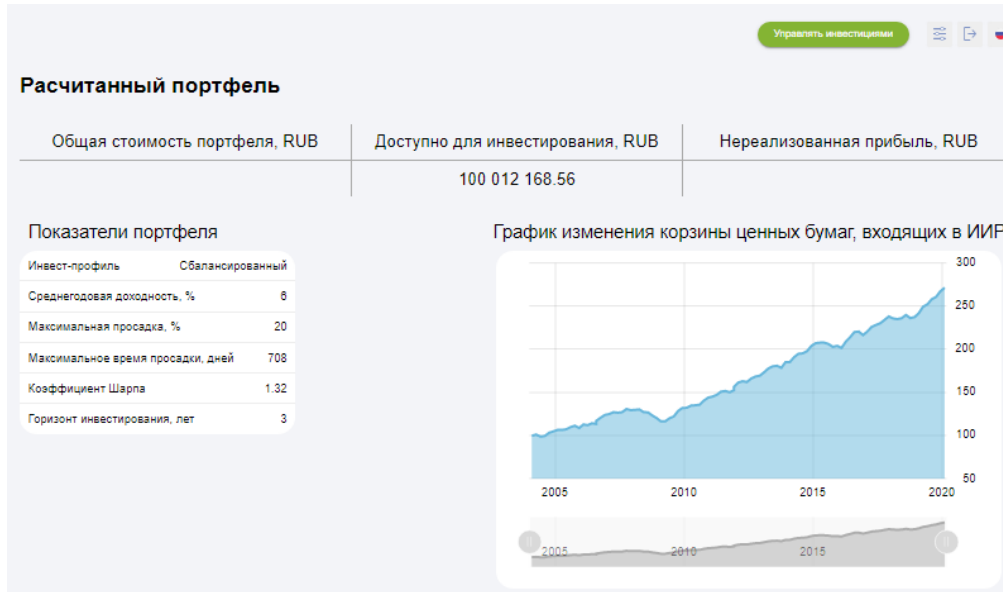 Управлять инвестициями
Расчитанный портфель
Общая стоимость портфеля, RUB
Доступно для инвестирования, RUB
Нереализованная прибыль, RUB
100 012 168.56
Показатели портфеля
Инвест-профиль Сбалансированный
Среднегодовая доходность, % 6
Максимальная просадка, % 20
Максимальное время просадки, дней 708
Коэффициент Шарпа 1.32
Горизонт инвестирования, лет 3
График изменения корзины ценных бумаг, входящих в ИИР
300
250
200
150
100
50
2005 2010 2015 2020
2005 2010 2015